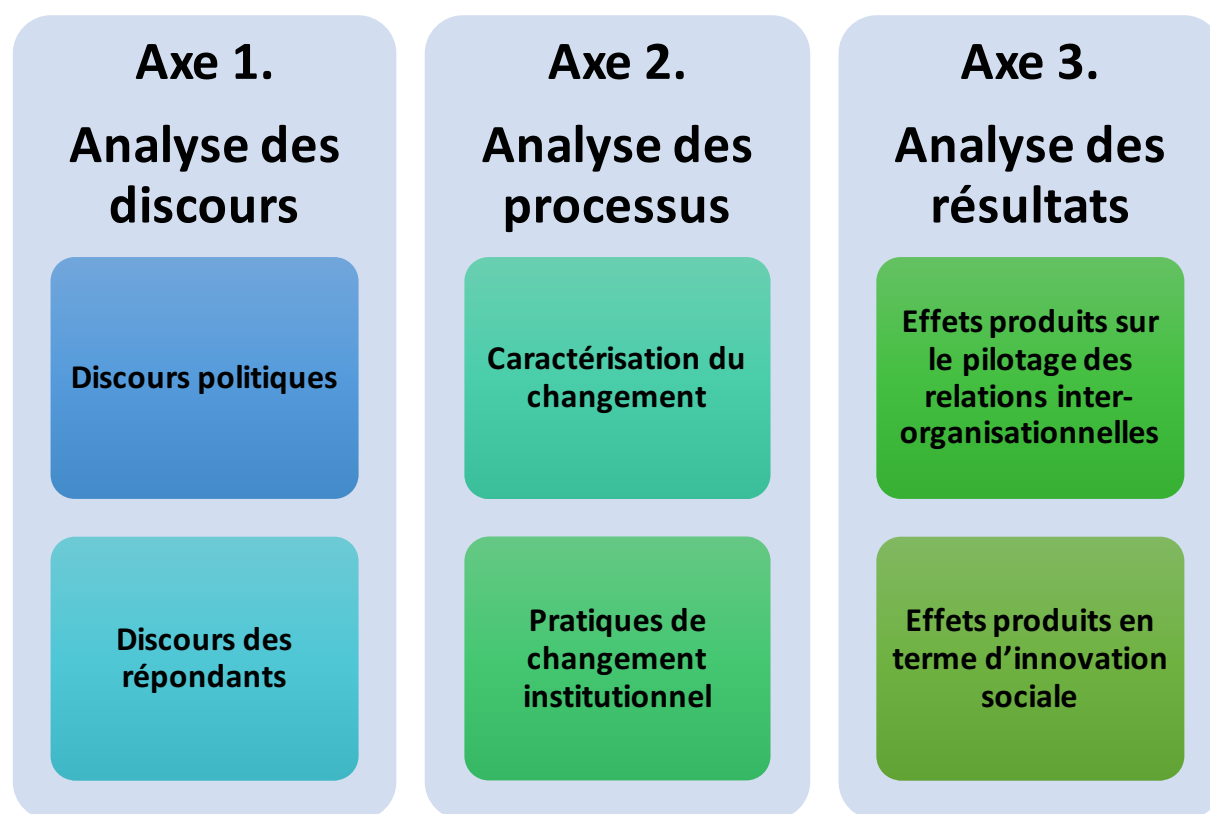 Axe 1.
Analyse des
discours
Discours politiques
Discours des
répondants
Axe 2.
Analyse des
processus
Caractérisation du
changement
Pratiques de
changement
institutionnel
Axe 3.
Analyse des
résultats
Effets produits sur
le pilotage des
relations inter-
organisationnelles
Effets produits en
terme d’innovation
sociale